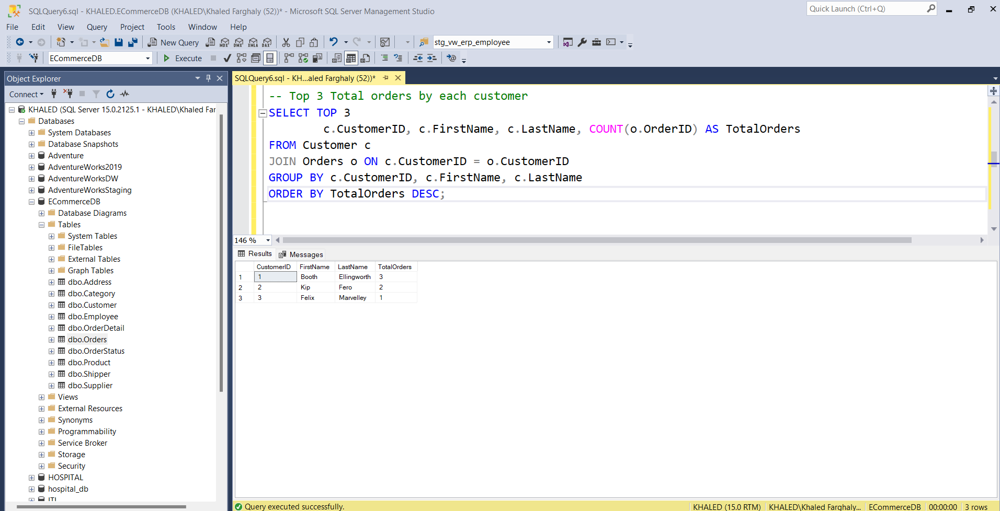 SQLQuery6.sql - KHALED.ECommerceDB (KHALED\Khaled Farghaly (52))* - Microsoft SQL Server Management Studio
Quick Launch (Ctrl+Q)
File Edit View Query Project Tools Window Help
New Query MDX DMX XMLA DAX stg_vw_erp_employee
ECommerceDB Execute
Object Explorer
Connect
KHALED (SQL Server 15.0.2125.1 - KHALED\Khaled Far
Databases
System Databases
Database Snapshots
Adventure
AdventureWorks2019
AdventureWorksDW
AdventureWorksStaging
ECommerceDB
Database Diagrams
Tables
System Tables
FileTables
External Tables
Graph Tables
dbo.Address
dbo.Category
dbo.Customer
dbo.Employee
dbo.OrderDetail
dbo.Orders
dbo.OrderStatus
dbo.Product
dbo.Shipper
dbo.Supplier
Views
External Resources
Synonyms
Programmability
Service Broker
Storage
Security
HOSPITAL
hospital_db
ITI
SQLQuery6.sql - KH...aled Farghaly (52))*
-- Top 3 Total orders by each customer
SELECT TOP 3
c.CustomerID, c.FirstName, c.LastName, COUNT(o.OrderID) AS TotalOrders
FROM Customer c
JOIN Orders o ON c.CustomerID = o.CustomerID
GROUP BY c.CustomerID, c.FirstName, c.LastName
ORDER BY TotalOrders DESC;
146 %
Results Messages
CustomerID FirstName LastName TotalOrders
1 1 Booth Ellingworth 3
2 2 Kip Fero 2
3 3 Felix Marvelley 1
Query executed successfully. KHALED (15.0 RTM) KHALED\Khaled Farghaly... ECommerceDB 00:00:00 3 rows